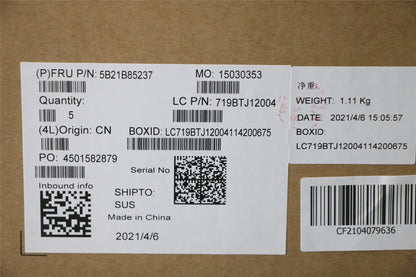 (P)FRU P/N: 5B21B85237
MO: 15030353
Quantity:
5
LC P/N: 719BTJ12004
(4L)Origin: CN
BOXID: LC719BTJ12004114200675
PO: 4501582879
Serial No
Inbound info
SHIPTO:
SUS
Made in China
2021/4/6
净重:
WEIGHT: 1.11 Kg
DATE: 2021/4/6 15:05:57
BOXID:
LC719BTJ12004114200675
CF2104079636